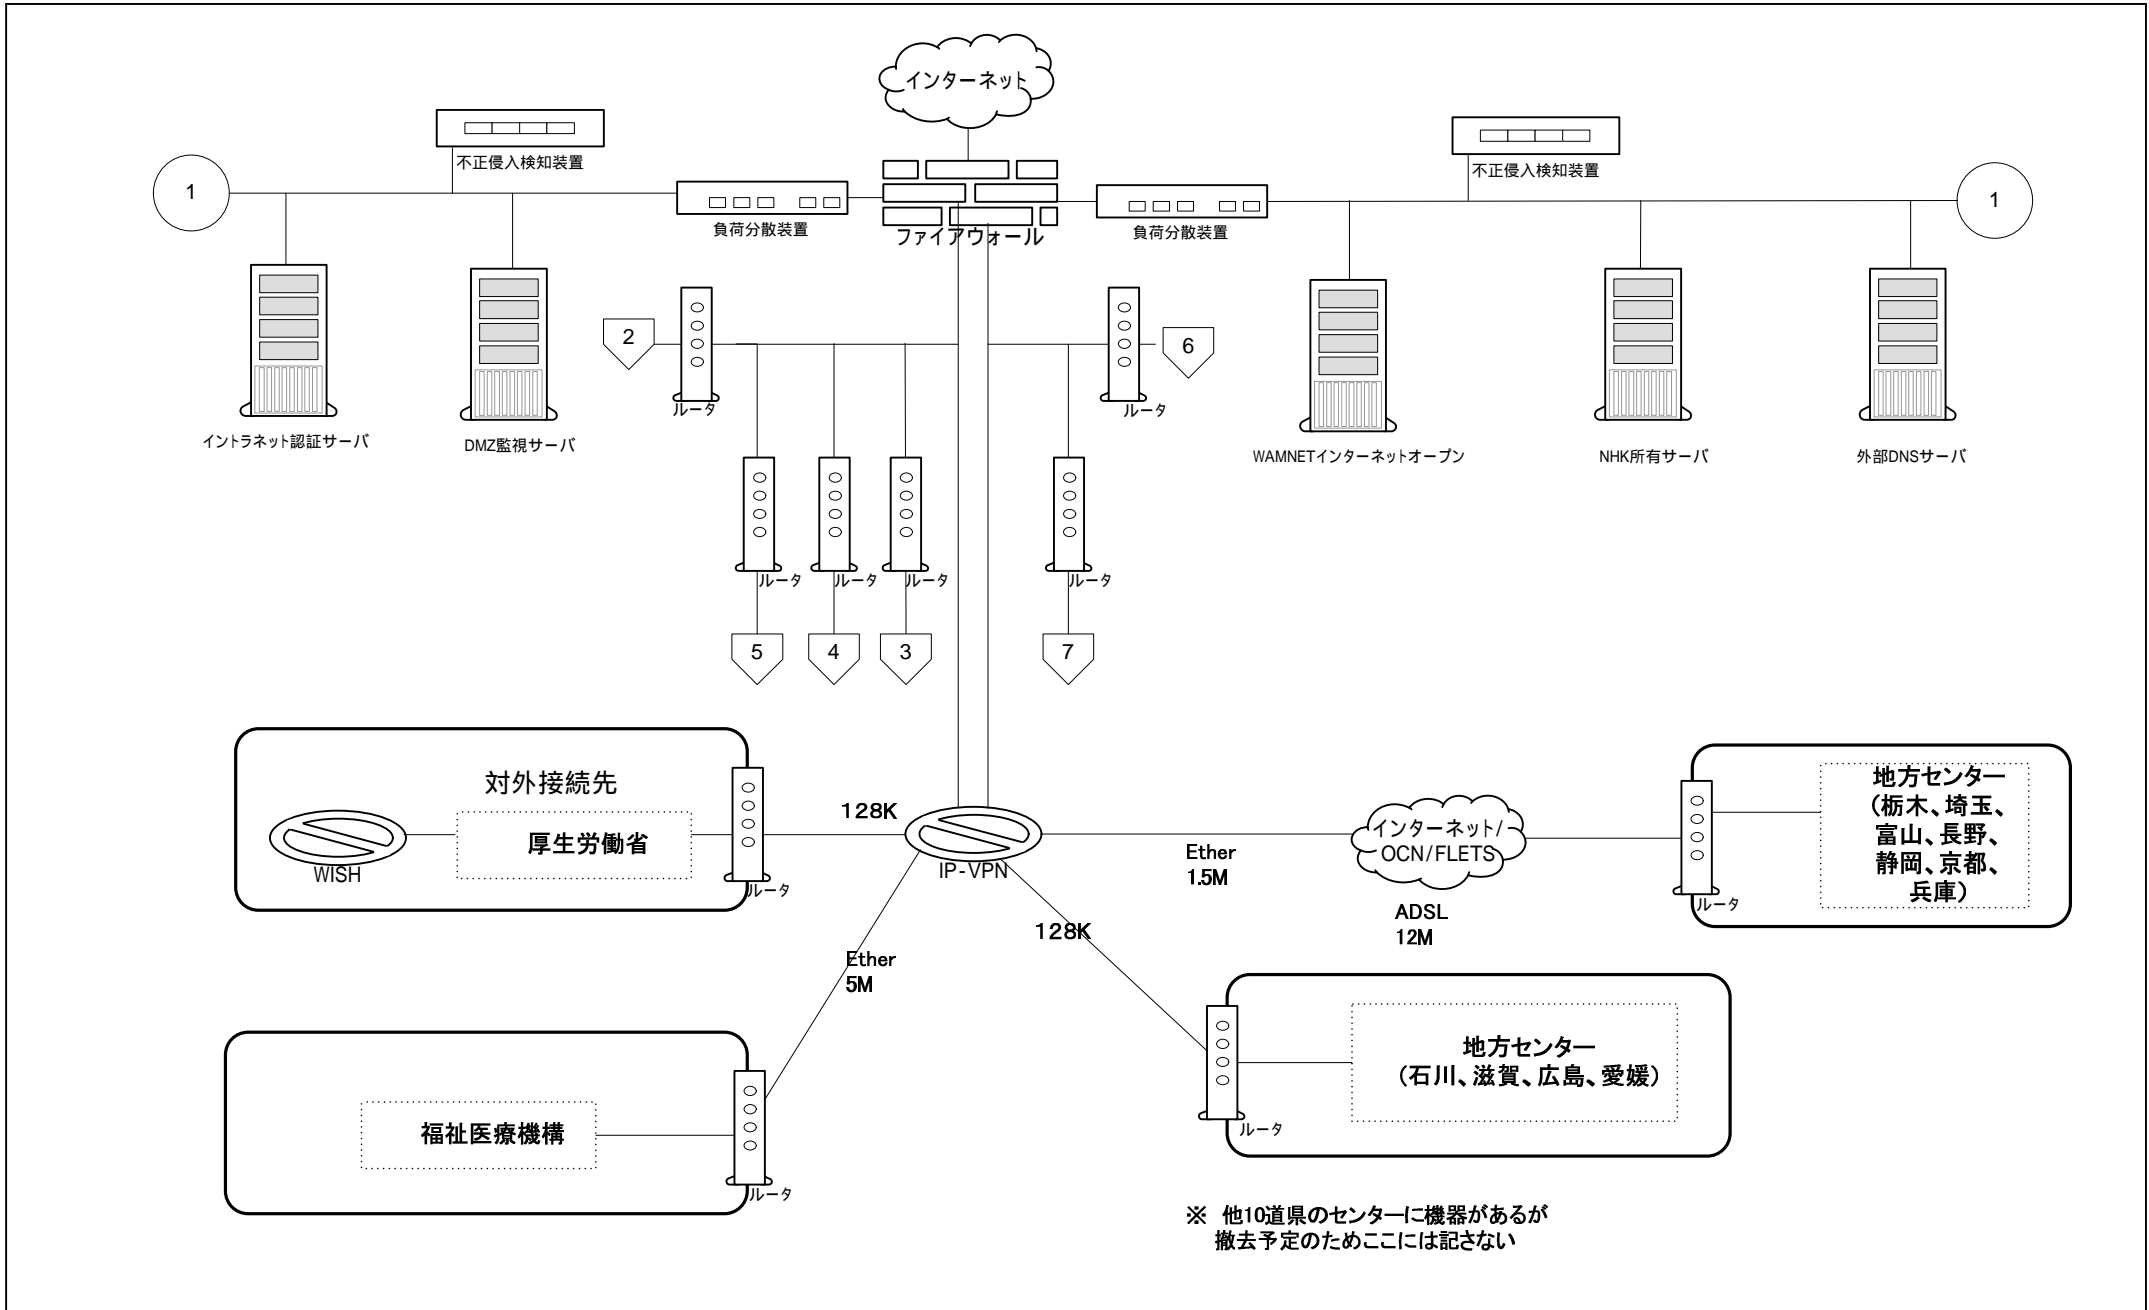 インターネット
不正侵入検知装置
不正侵入検知装置
1
1
負荷分散装置
負荷分散装置
ファイアウォール
2
6
ルータ
ルータ
イントラネット認証サーバ
DMZ監視サーバ
WAMNETインターネットオープン
NHK所有サーバ
外部DNSサーバ
ルータ
ルータ
ルータ
ルータ
5
4
3
7
対外接続先
厚生労働省
WISH
ルータ
128K
IP-VPN
Ether
1.5M
インターネット/
OCN/FLETS
ADSL
12M
地方センター
(栃木、埼玉、
富山、長野、
静岡、京都、
兵庫)
ルータ
128K
Ether
5M
地方センター
(石川、滋賀、広島、愛媛)
ルータ
福祉医療機構
ルータ
※ 他10道県のセンターに機器があるが
撤去予定のためここには記さない